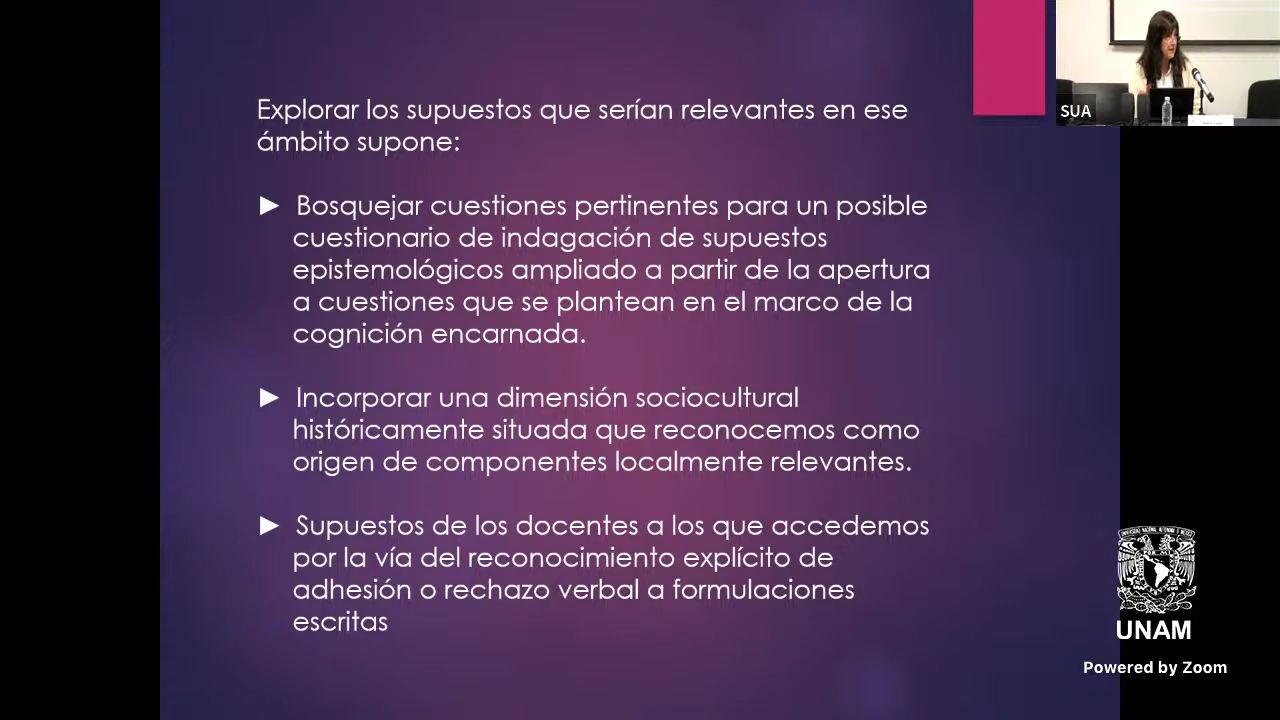 Explorar los supuestos que serían relevantes en ese
ámbito supone:
► Bosquejar cuestiones pertinentes para un posible
cuestionario de indagación de supuestos
epistemológicos ampliado a partir de la apertura
a cuestiones que se plantean en el marco de la
cognición encarnada.
► Incorporar una dimensión sociocultural
históricamente situada que reconocemos como
origen de componentes localmente relevantes.
► Supuestos de los docentes a los que accedemos
por la vía del reconocimiento explícito de
adhesión o rechazo verbal a formulaciones
escritas
SUA
UNAM
Powered by Zoom